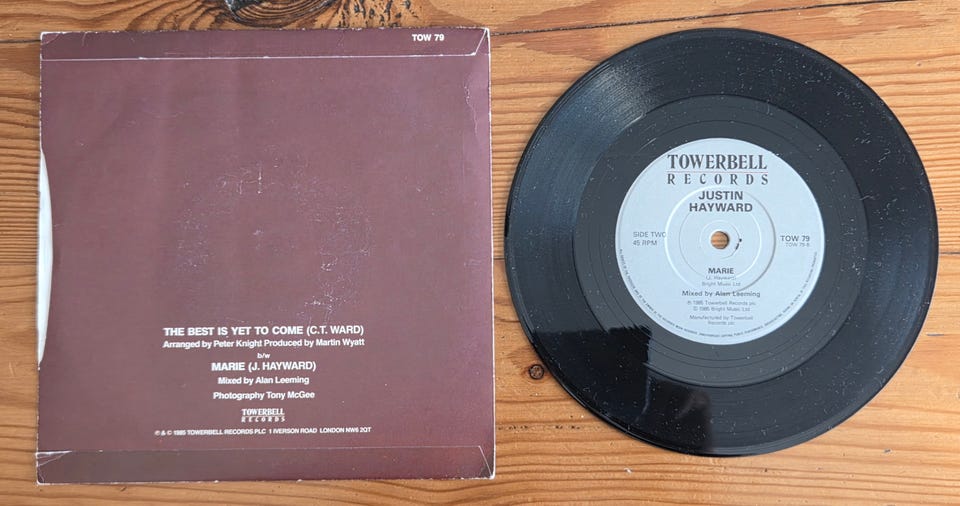 TOW 79
THE BEST IS YET TO COME (C.T. WARD)
Arranged by Peter Knight Produced by Martin Wyatt
b/w
MARIE (J. HAYWARD)
Mixed by Alan Leeming
Photography Tony McGee
TOWERBELL
RECORDS
℗ & © 1985 TOWERBELL RECORDS PLC 1 IVERSON ROAD LONDON NW6 2QT
TOWERBELL
RECORDS
JUSTIN
HAYWARD
SIDE TWO
45 RPM
TOW 79
TOW 79 B
MARIE
(J. Hayward)
Bright Music Ltd
Mixed by Alan Leeming
℗ 1985 Towerbell Records plc
© 1985 Bright Music Ltd
Manufactured by Towerbell
Records plc